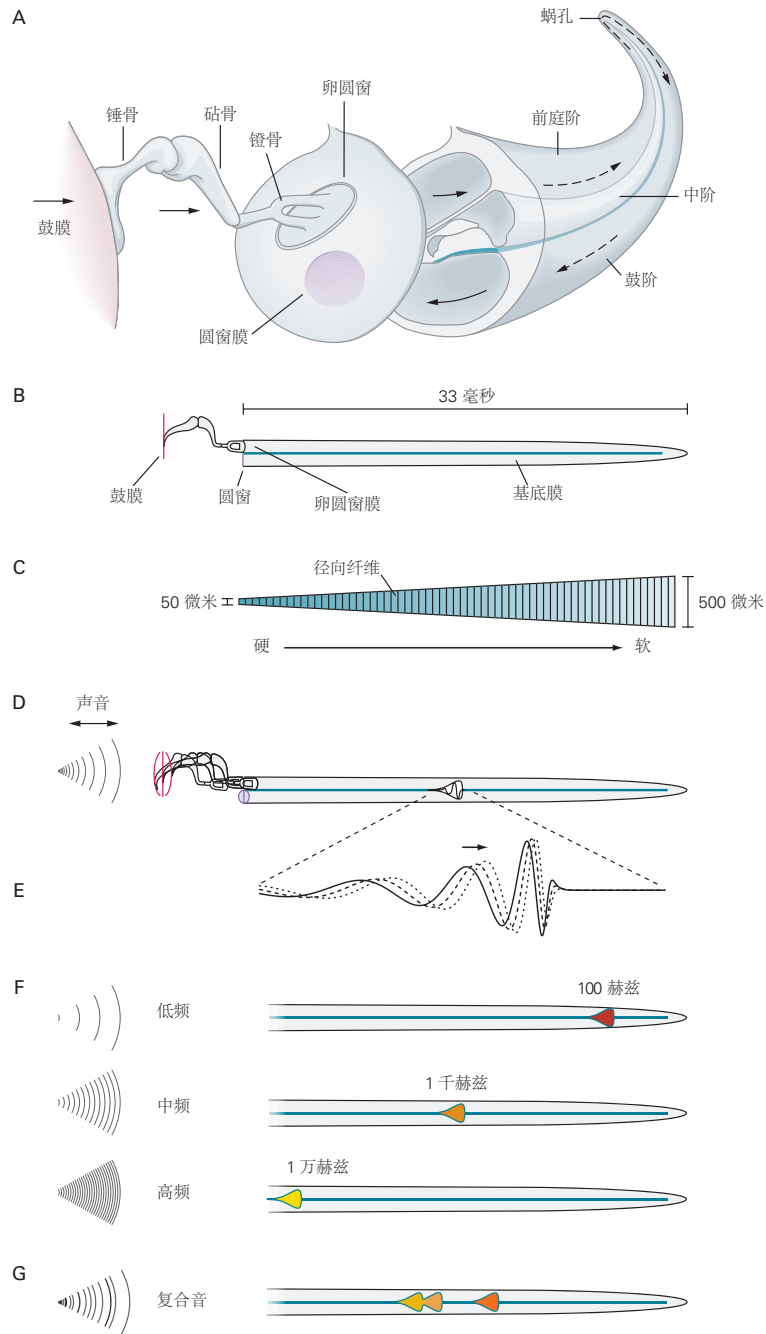 A
蜗孔
卵圆窗
锤骨
砧骨
镫骨
前庭阶
中阶
鼓膜
鼓阶
圆窗膜
B
33 毫秒
鼓膜
圆窗
卵圆窗膜
基底膜
C
径向纤维
50 微米
500 微米
硬
软
D
声音
E
F
100 赫兹
低频
1 千赫兹
中频
1 万赫兹
高频
G
复合音